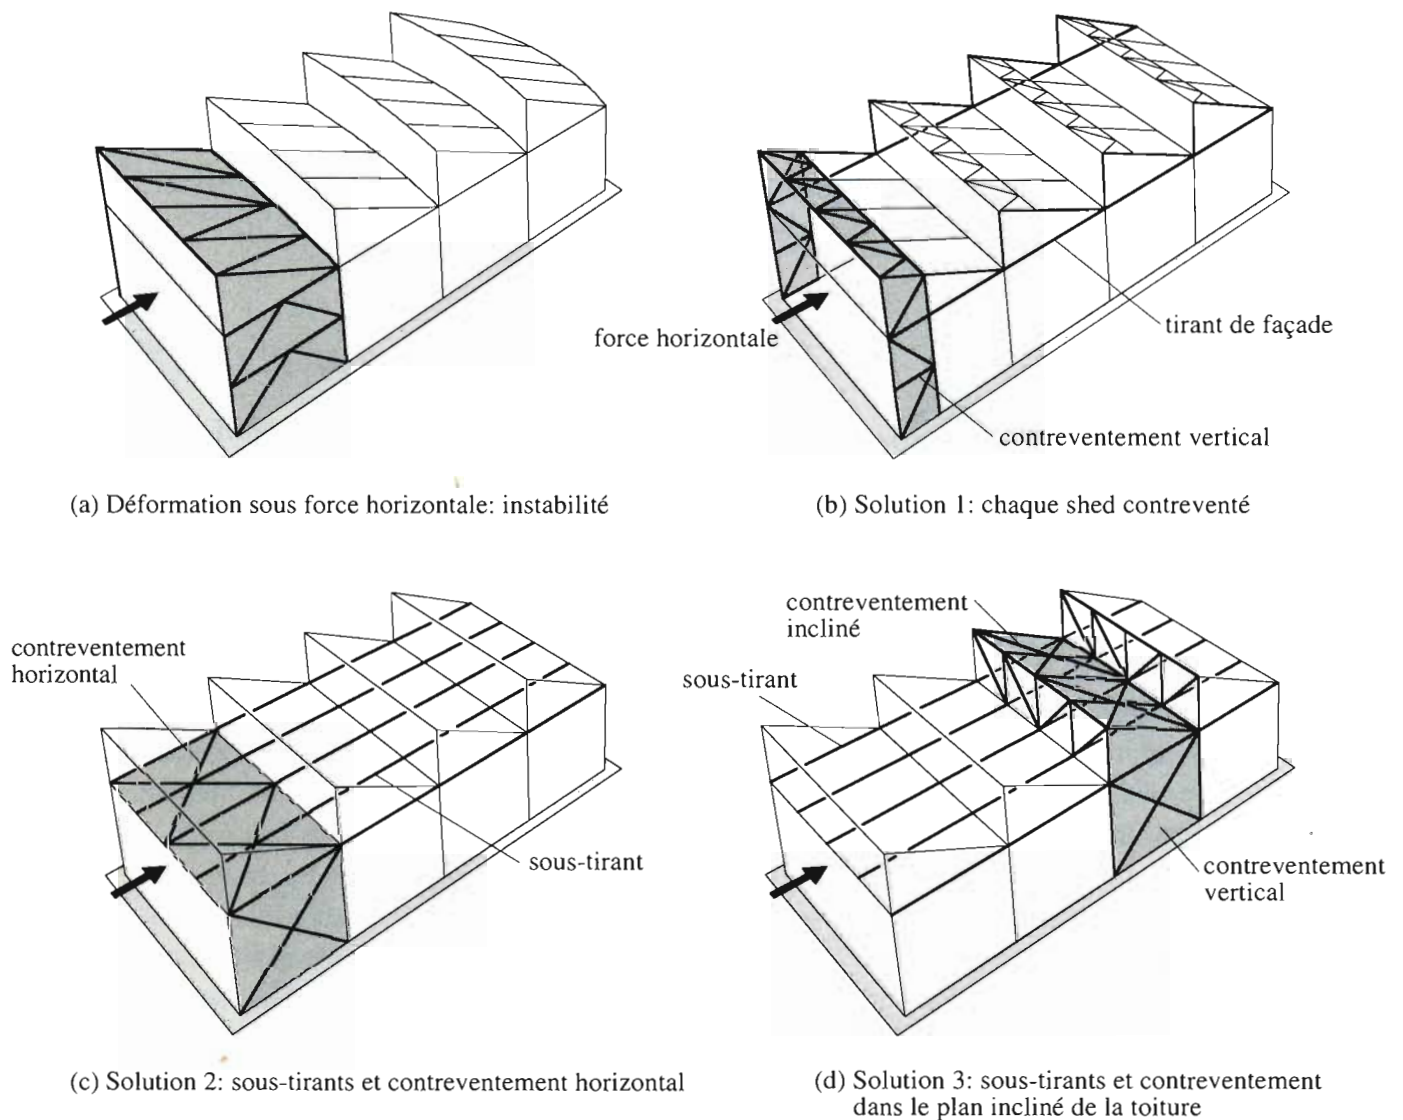 force horizontale
tirant de façade
contreventement vertical
(a) Déformation sous force horizontale: instabilité
(b) Solution 1: chaque shed contreventé
contreventement
horizontal
sous-tirant
(c) Solution 2: sous-tirants et contreventement horizontal
contreventement
incliné
sous-tirant
contreventement
vertical
(d) Solution 3: sous-tirants et contreventement
dans le plan incliné de la toiture